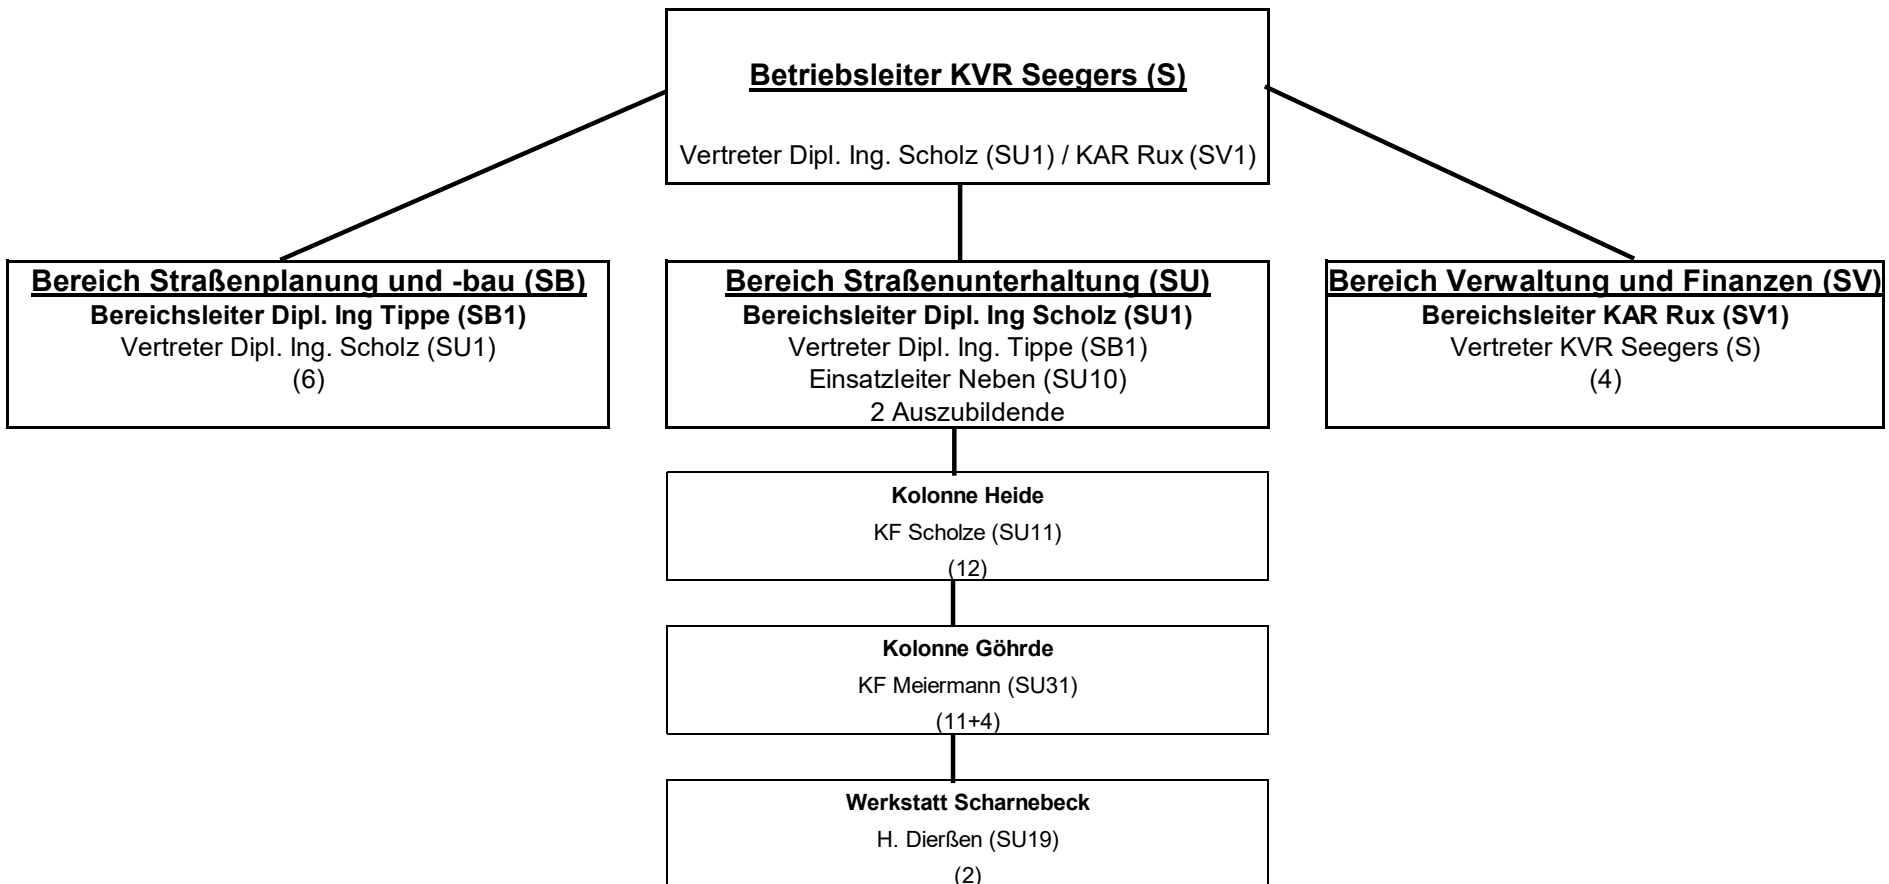 Betriebsleiter KVR Seegers (S)
Vertreter Dipl. Ing. Scholz (SU1) / KAR Rux (SV1)
Bereich Straßenplanung und -bau (SB)
Bereichsleiter Dipl. Ing Tippe (SB1)
Vertreter Dipl. Ing. Scholz (SU1)
(6)
Bereich Straßenunterhaltung (SU)
Bereichsleiter Dipl. Ing Scholz (SU1)
Vertreter Dipl. Ing. Tippe (SB1)
Einsatzleiter Neben (SU10)
2 Auszubildende
Bereich Verwaltung und Finanzen (SV)
Bereichsleiter KAR Rux (SV1)
Vertreter KVR Seegers (S)
(4)
Kolonne Heide
KF Scholze (SU11)
(12)
Kolonne Göhrde
KF Meiermann (SU31)
(11+4)
Werkstatt Scharnebeck
H. Dierßen (SU19)
(2)